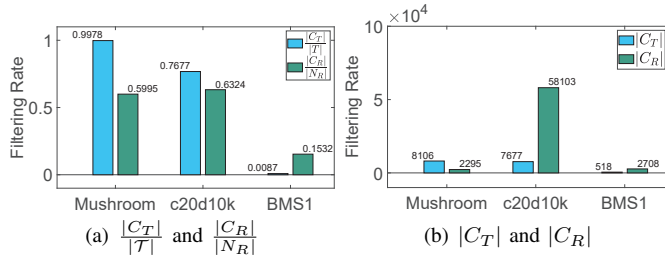 0.9978
0.5995
0.7677
0.6324
0.0087
0.1532
|C_T|
|T|
|C_R|
|N_R|
1
0.5
0
Filtering Rate
Mushroom c20d10k BMS1
(a) |C_T|/|𝒯| and |C_R|/|N_R|
×10⁴
|C_T|
|C_R|
10
5
0
Filtering Rate
8106
2295
7677
58103
518
2708
Mushroom c20d10k BMS1
(b) |C_T| and |C_R|